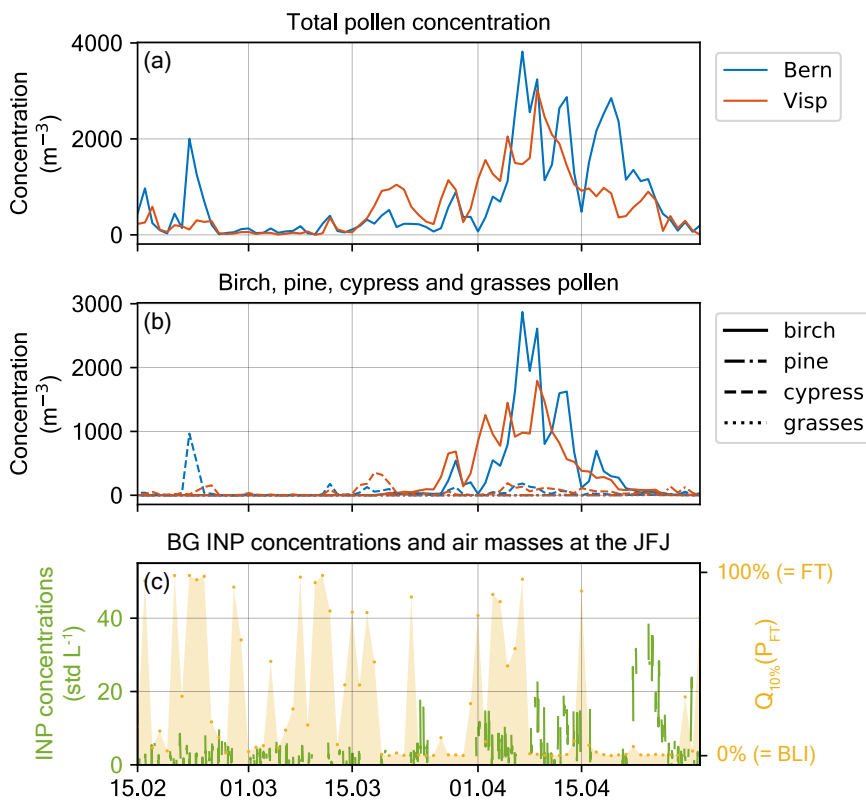 Total pollen concentration
(a)
4000
2000
0
Concentration
(m⁻³)
Bern
Visp
Birch, pine, cypress and grasses pollen
(b)
3000
2000
1000
0
Concentration
(m⁻³)
birch
pine
cypress
grasses
BG INP concentrations and air masses at the JFJ
(c)
40
20
0
INP concentrations
(std L⁻¹)
100% (= FT)
0% (= BLI)
Q₁₀%(P_FT)
15.02
01.03
15.03
01.04
15.04